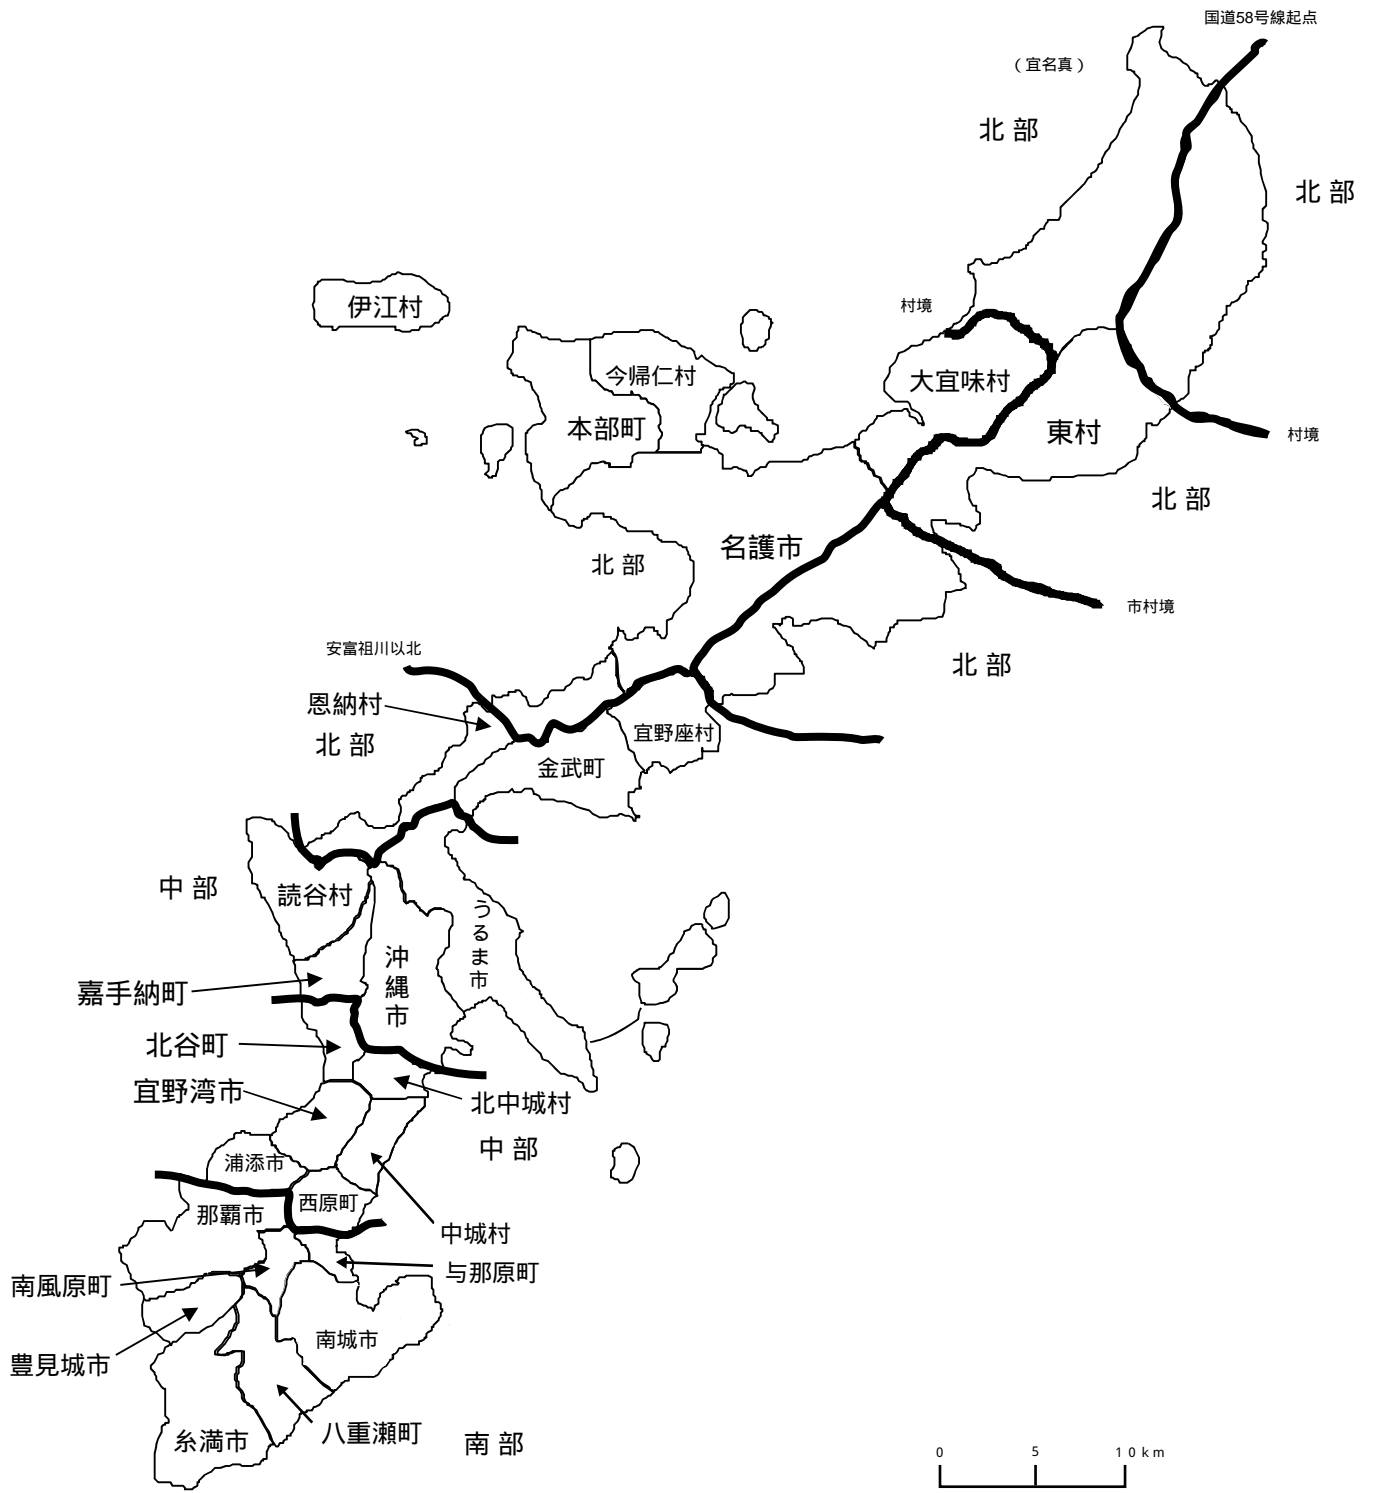 国道58号線起点
（宜名真）
北部
北部
伊江村
村境
今帰仁村
大宜味村
本部町
東村
村境
北部
名護市
北部
市村境
安富祖川以北
北部
恩納村
宜野座村
北部
金武町
中部
読谷村
うるま市
沖縄市
嘉手納町
北谷町
宜野湾市
北中城村
中部
浦添市
西原町
那覇市
中城村
与那原町
南風原町
南城市
豊見城市
八重瀬町
糸満市
南部
0 5 10km